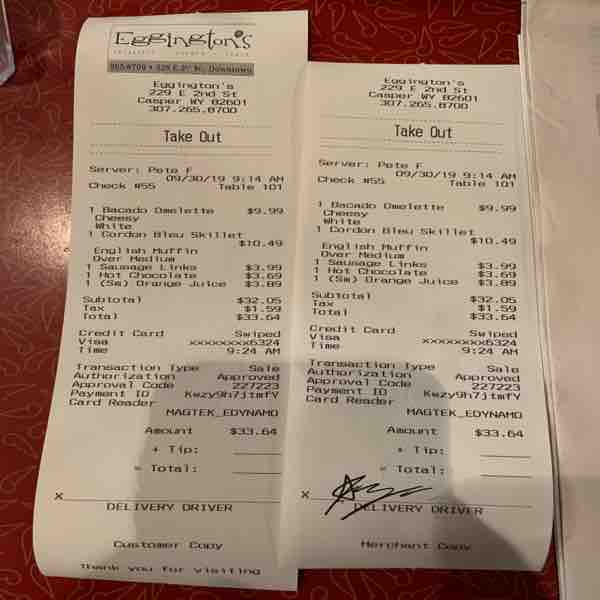 Eggington's
265-8700 • 229 E. 2nd St., Downtown
Eggington's
229 E 2nd St
Casper WY 82601
307.265.8700
Take Out
Server: Pete F
09/30/19 9:14 AM
Check #55 Table 101
1 Bacado Omelette $9.99
Cheesy
White
1 Cordon Bleu Skillet
$10.49
English Muffin
Over Medium
1 Sausage Links $3.99
1 Hot Chocolate $3.69
1 (Sm) Orange Juice $3.89
Subtotal $32.05
Tax $1.59
Total $33.64
Credit Card Swiped
Visa xxxxxxxx6324
Time 9:24 AM
Transaction Type Sale
Authorization Approved
Approval Code 227223
Payment ID Kwzy9h7jtmfY
Card Reader
MAGTEK_EDYNAMO
Amount $33.64
+ Tip:
= Total:
x
DELIVERY DRIVER
Customer Copy
Thank you for visiting
Eggington's
229 E 2nd St
Casper WY 82601
307.265.8700
Take Out
Server: Pete F
09/30/19 9:14 AM
Check #55 Table 101
1 Bacado Omelette $9.99
Cheesy
White
1 Cordon Bleu Skillet
$10.49
English Muffin
Over Medium
1 Sausage Links $3.99
1 Hot Chocolate $3.69
1 (Sm) Orange Juice $3.89
Subtotal $32.05
Tax $1.59
Total $33.64
Credit Card Swiped
Visa xxxxxxxx6324
Time 9:24 AM
Transaction Type Sale
Authorization Approved
Approval Code 227223
Payment ID Kwzy9h7jtmfY
Card Reader
MAGTEK_EDYNAMO
Amount $33.64
+ Tip:
= Total:
x
DELIVERY DRIVER
Merchant Copy